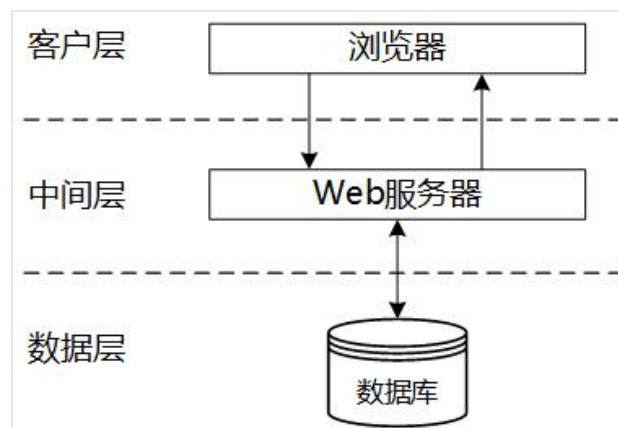 客户层
浏览器
中间层
Web服务器
数据层
数据库